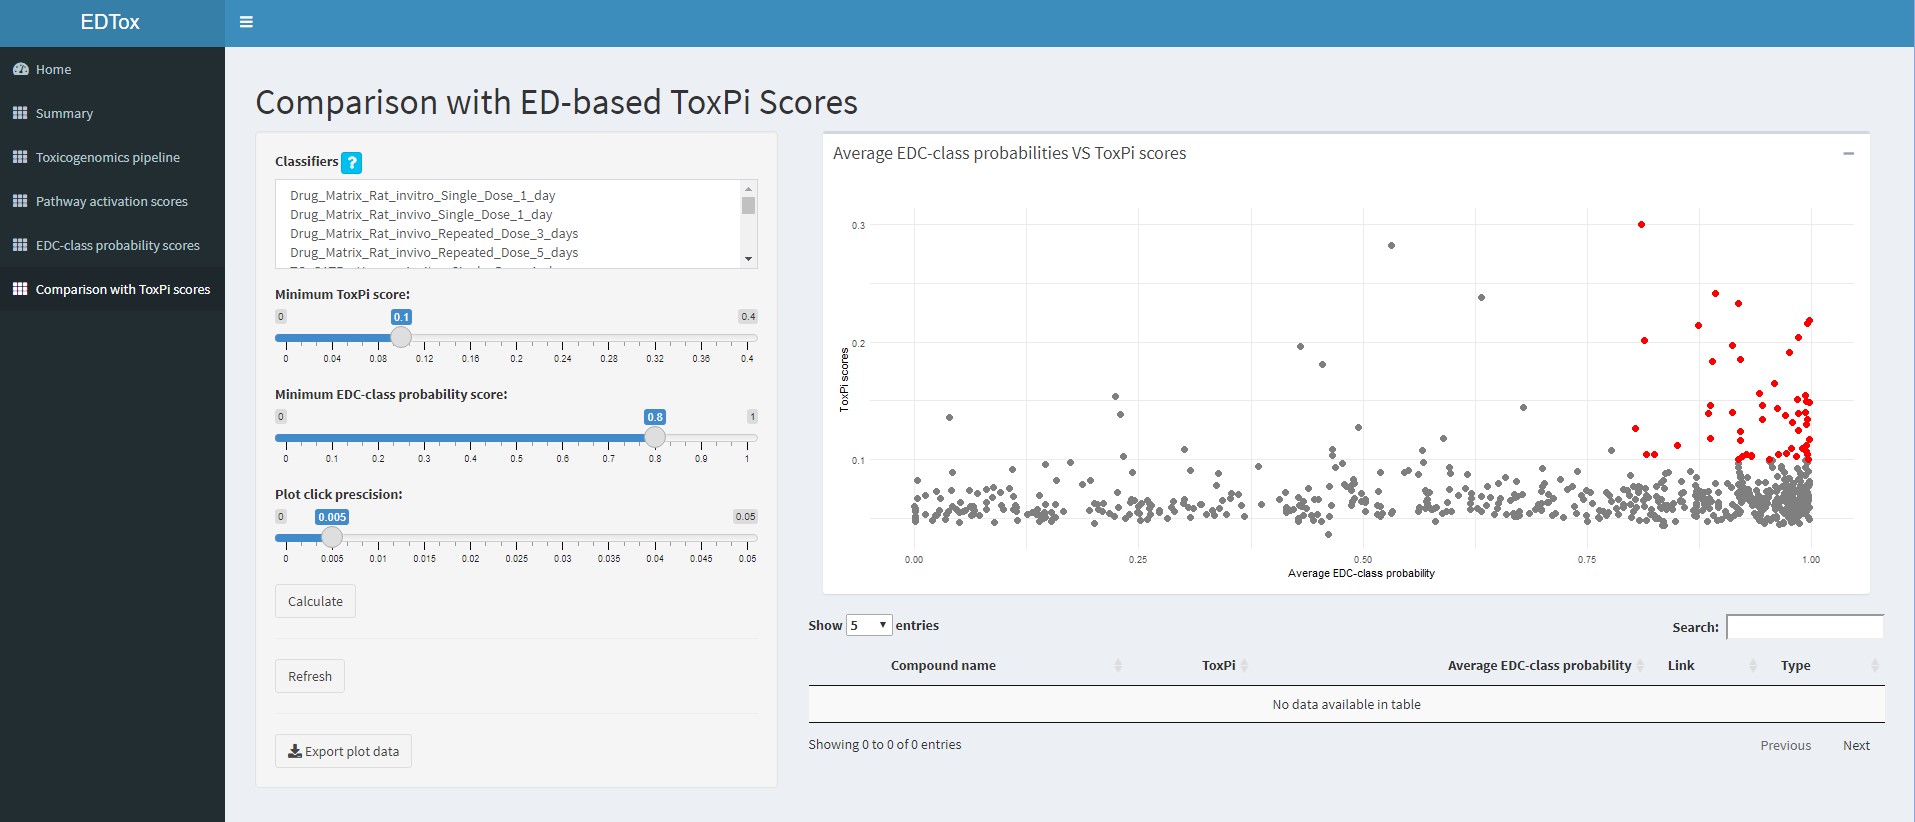 EDTox
Home
Summary
Toxicogenomics pipeline
Pathway activation scores
EDC-class probability scores
Comparison with ToxPi scores
Comparison with ED-based ToxPi Scores
Classifiers ?
Drug_Matrix_Rat_invitro_Single_Dose_1_day
Drug_Matrix_Rat_invivo_Single_Dose_1_day
Drug_Matrix_Rat_invivo_Repeated_Dose_3_days
Drug_Matrix_Rat_invivo_Repeated_Dose_5_days
Minimum ToxPi score:
0 0.1 0.4
0 0.04 0.08 0.12 0.16 0.2 0.24 0.28 0.32 0.36 0.4
Minimum EDC-class probability score:
0 0.8 1
0 0.1 0.2 0.3 0.4 0.5 0.6 0.7 0.8 0.9 1
Plot click prescision:
0 0.005 0.05
0 0.005 0.01 0.015 0.02 0.025 0.03 0.035 0.04 0.045 0.05
Calculate
Refresh
Export plot data
Average EDC-class probabilities VS ToxPi scores
0.3
0.2
0.1
ToxPi scores
0.00 0.25 0.50 0.75 1.00
Average EDC-class probability
Show 5 entries
Search:
Compound name ToxPi Average EDC-class probability Link Type
No data available in table
Showing 0 to 0 of 0 entries
Previous Next